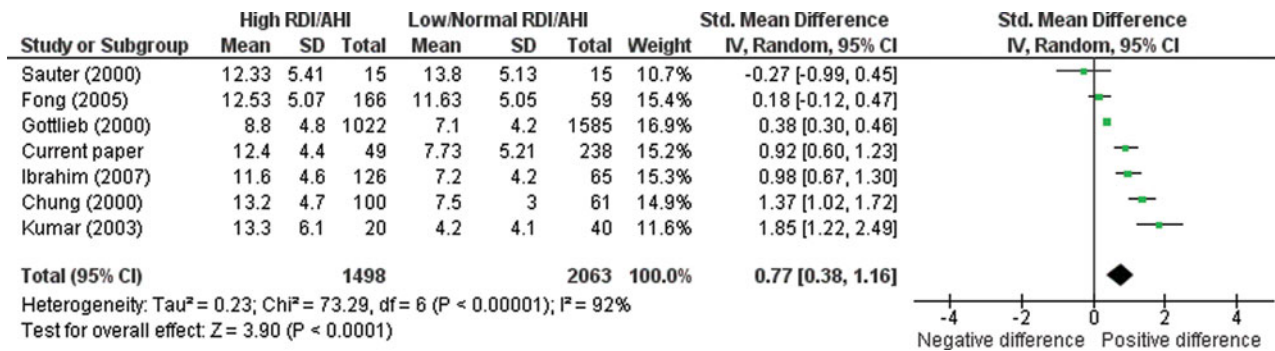 High RDI/AHI Low/Normal RDI/AHI Std. Mean Difference Std. Mean Difference
Study or Subgroup Mean SD Total Mean SD Total Weight IV, Random, 95% CI IV, Random, 95% CI
Sauter (2000) 12.33 5.41 15 13.8 5.13 15 10.7% -0.27 [-0.99, 0.45]
Fong (2005) 12.53 5.07 166 11.63 5.05 59 15.4% 0.18 [-0.12, 0.47]
Gottlieb (2000) 8.8 4.8 1022 7.1 4.2 1585 16.9% 0.38 [0.30, 0.46]
Current paper 12.4 4.4 49 7.73 5.21 238 15.2% 0.92 [0.60, 1.23]
Ibrahim (2007) 11.6 4.6 126 7.2 4.2 65 15.3% 0.98 [0.67, 1.30]
Chung (2000) 13.2 4.7 100 7.5 3 61 14.9% 1.37 [1.02, 1.72]
Kumar (2003) 13.3 6.1 20 4.2 4.1 40 11.6% 1.85 [1.22, 2.49]
Total (95% CI) 1498 2063 100.0% 0.77 [0.38, 1.16]
Heterogeneity: Tau² = 0.23; Chi² = 73.29, df = 6 (P < 0.00001); I² = 92%
Test for overall effect: Z = 3.90 (P < 0.0001)
-4 -2 0 2 4
Negative difference Positive difference